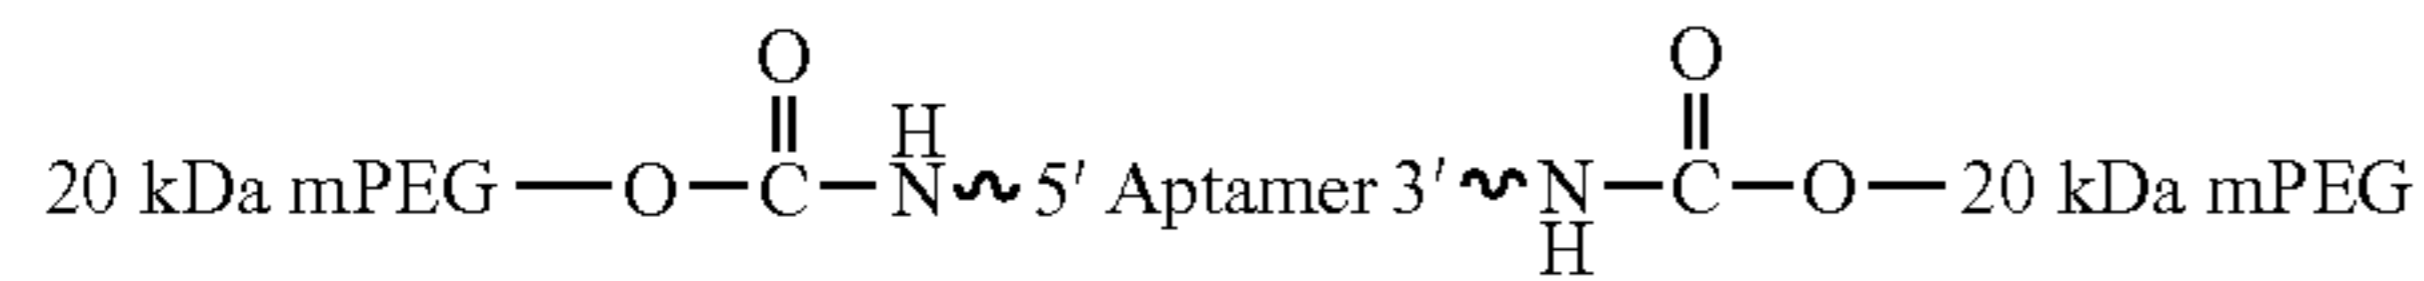 O O
H
20 kDa mPEG—O—C—N 5′ Aptamer 3′ N—C—O—20 kDa mPEG
H